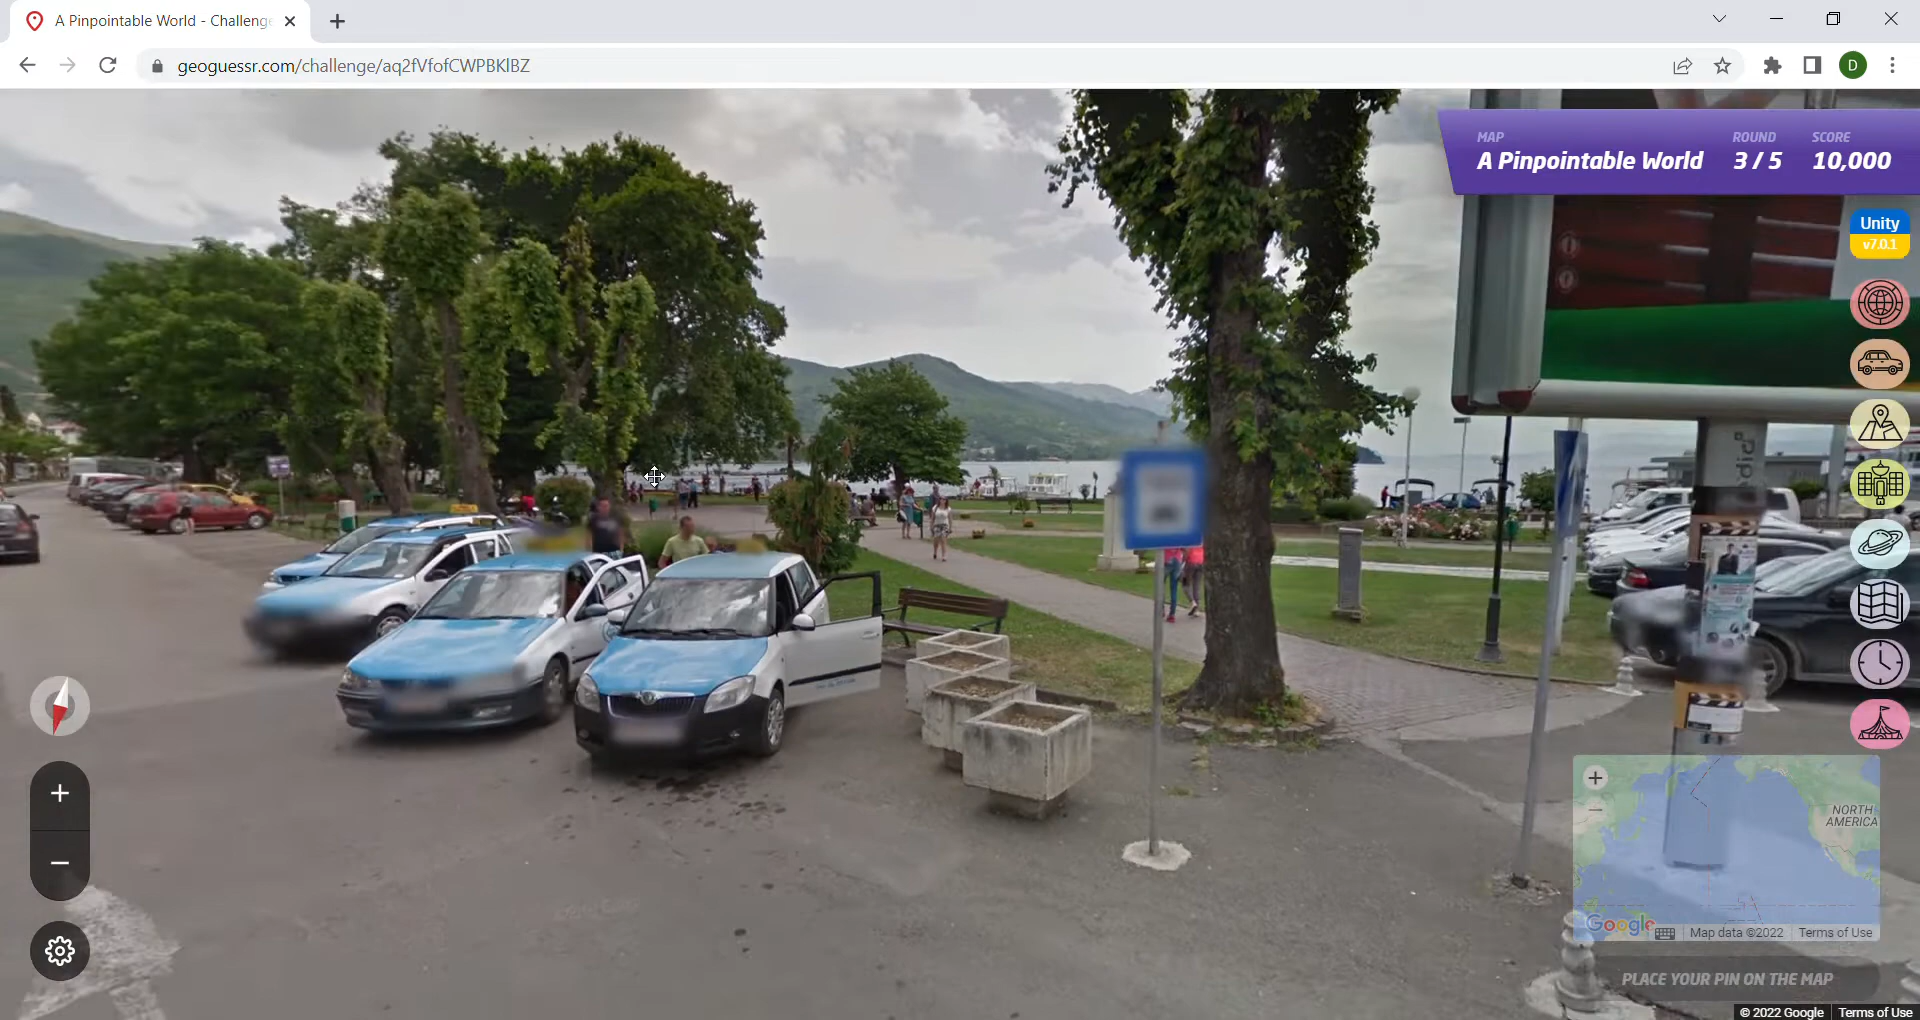 A Pinpointable World - Challenge
geoguessr.com/challenge/aq2fVfofCWPBKlBZ
D
MAP
A Pinpointable World
ROUND
3 / 5
SCORE
10,000
Unity
v7.0.1
NORTH
AMERICA
Google
Map data ©2022
Terms of Use
PLACE YOUR PIN ON THE MAP
© 2022 Google
Terms of Use